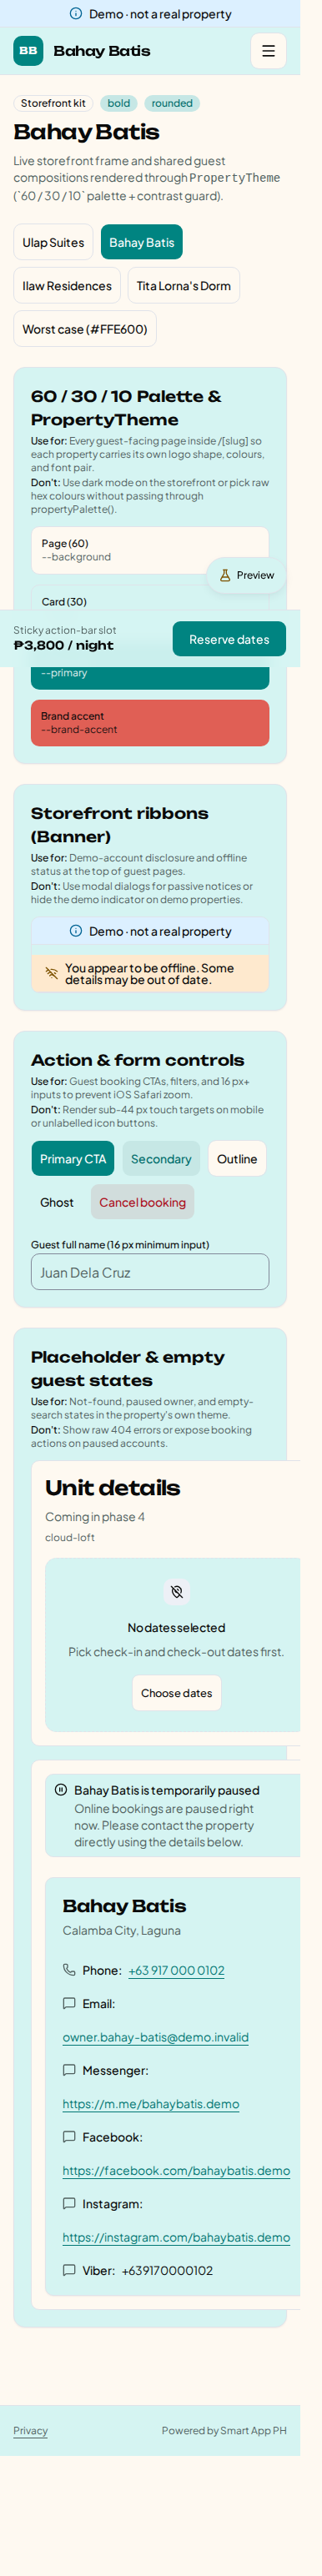 Demo · not a real property
BB
Bahay Batis
Storefront kit
bold
rounded
Bahay Batis
Live storefront frame and shared guest
compositions rendered through PropertyTheme
(`60 / 30 / 10` palette + contrast guard).
Ulap Suites
Bahay Batis
Ilaw Residences
Tita Lorna's Dorm
Worst case (#FFE600)
60 / 30 / 10 Palette &
PropertyTheme
Use for: Every guest-facing page inside /[slug] so
each property carries its own logo shape, colours,
and font pair.
Don't: Use dark mode on the storefront or pick raw
hex colours without passing through
propertyPalette().
Page (60)
--background
Preview
Card (30)
Sticky action-bar slot
₱3,800 / night
Reserve dates
--primary
Brand accent
--brand-accent
Storefront ribbons
(Banner)
Use for: Demo-account disclosure and offline
status at the top of guest pages.
Don't: Use modal dialogs for passive notices or
hide the demo indicator on demo properties.
Demo · not a real property
You appear to be offline. Some
details may be out of date.
Action & form controls
Use for: Guest booking CTAs, filters, and 16 px+
inputs to prevent iOS Safari zoom.
Don't: Render sub-44 px touch targets on mobile
or unlabelled icon buttons.
Primary CTA
Secondary
Outline
Ghost
Cancel booking
Guest full name (16 px minimum input)
Juan Dela Cruz
Placeholder & empty
guest states
Use for: Not-found, paused owner, and empty-
search states in the property's own theme.
Don't: Show raw 404 errors or expose booking
actions on paused accounts.
Unit details
Coming in phase 4
cloud-loft
No dates selected
Pick check-in and check-out dates first.
Choose dates
Bahay Batis is temporarily paused
Online bookings are paused right
now. Please contact the property
directly using the details below.
Bahay Batis
Calamba City, Laguna
Phone: +63 917 000 0102
Email:
owner.bahay-batis@demo.invalid
Messenger:
https://m.me/bahaybatis.demo
Facebook:
https://facebook.com/bahaybatis.demo
Instagram:
https://instagram.com/bahaybatis.demo
Viber: +639170000102
Privacy
Powered by Smart App PH